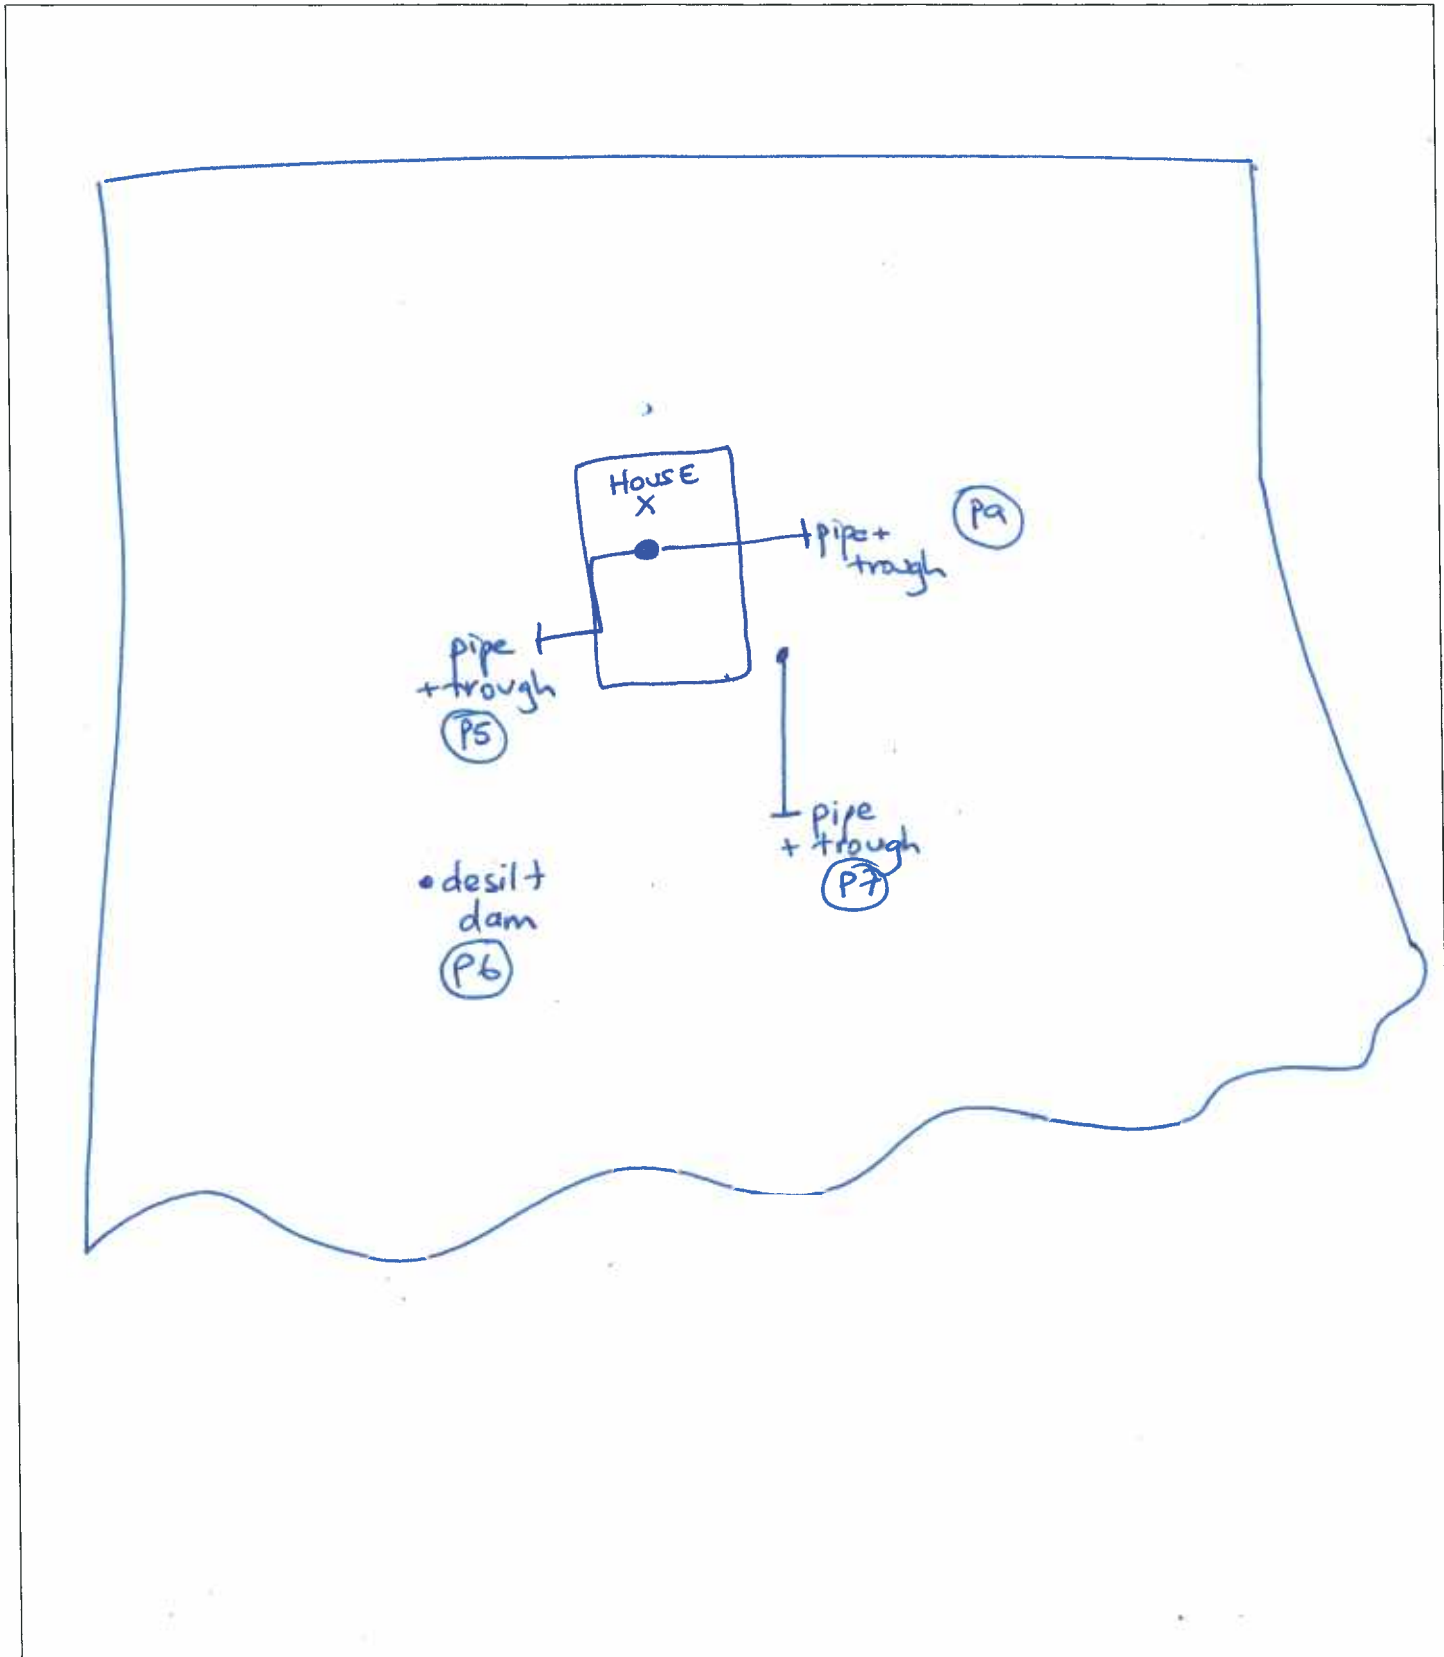 HOUSE
X
pipe +
trough
P9
pipe
+ trough
P5
pipe
+ trough
P7
desilt
dam
P6